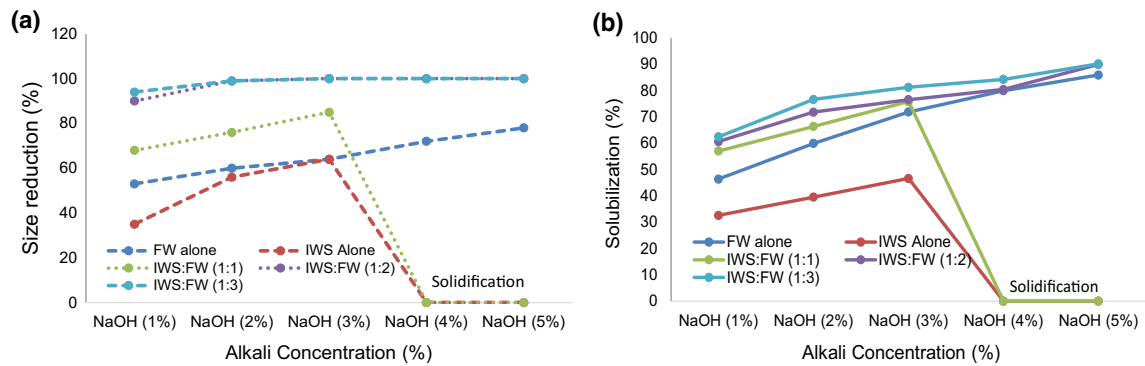 (a)
120
100
80
60
40
20
0
Size reduction (%)
FW alone
IWS Alone
IWS:FW (1:1)
IWS:FW (1:2)
IWS:FW (1:3)
Solidification
NaOH (1%) NaOH (2%) NaOH (3%) NaOH (4%) NaOH (5%)
Alkali Concentration (%)
(b)
100
90
80
70
60
50
40
30
20
10
0
Solubilization (%)
FW alone
IWS Alone
IWS:FW (1:1)
IWS:FW (1:2)
IWS:FW (1:3)
Solidification
NaOH (1%) NaOH (2%) NaOH (3%) NaOH (4%) NaOH (5%)
Alkali Concentration (%)